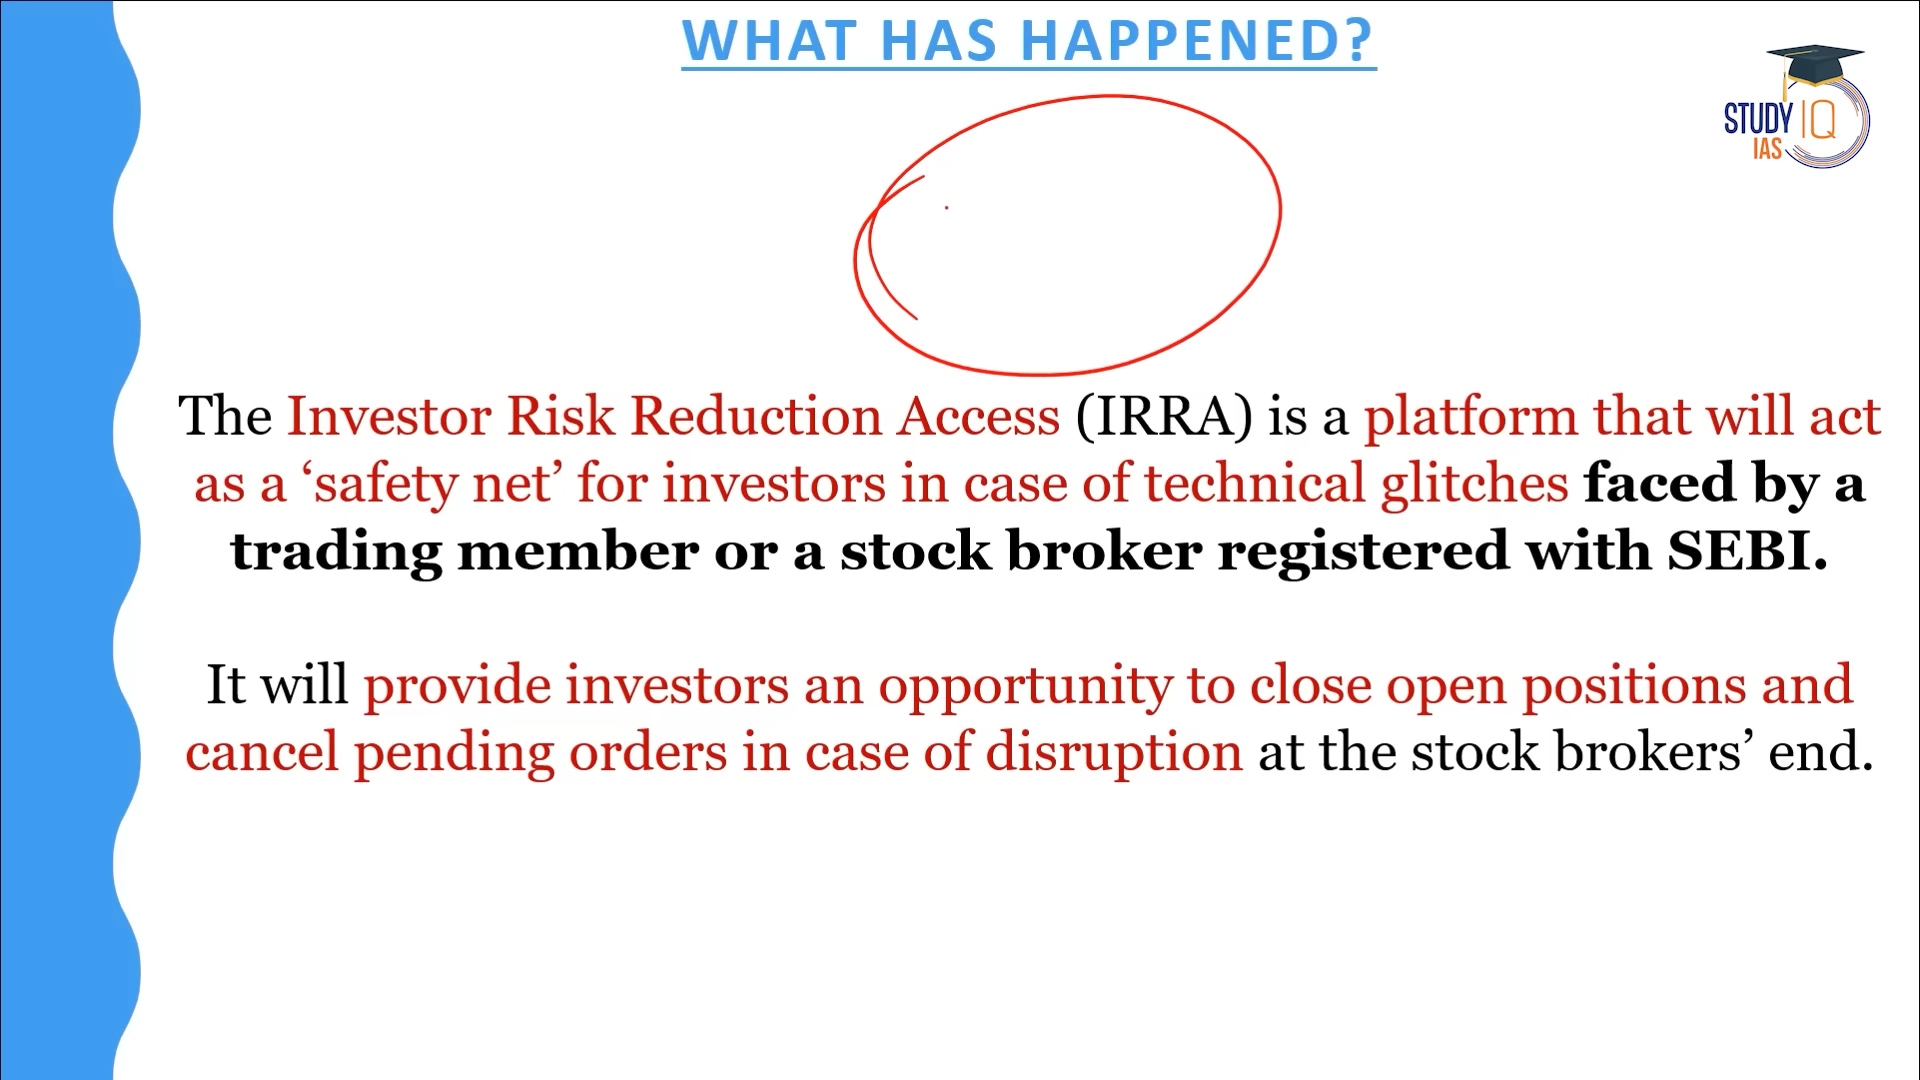 WHAT HAS HAPPENED?
STUDY IQ
IAS
The Investor Risk Reduction Access (IRRA) is a platform that will act
as a ‘safety net’ for investors in case of technical glitches faced by a
trading member or a stock broker registered with SEBI.
It will provide investors an opportunity to close open positions and
cancel pending orders in case of disruption at the stock brokers’ end.